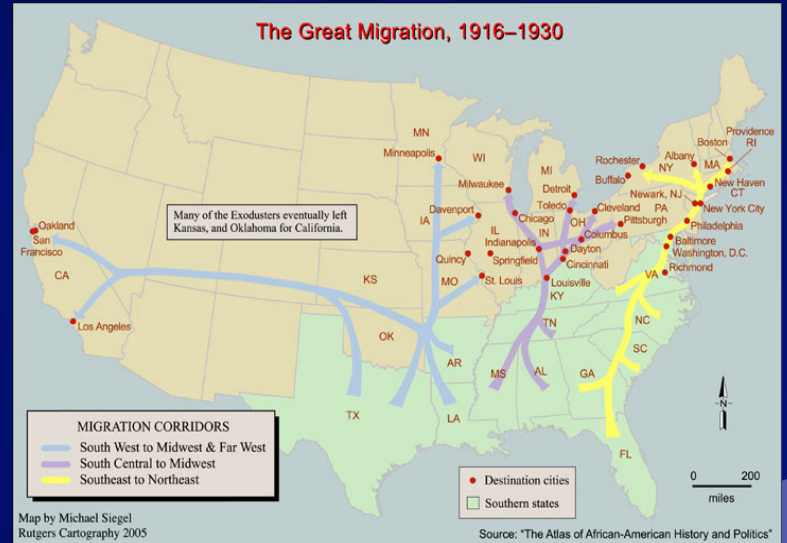 The Great Migration, 1916–1930
MN
Minneapolis
WI
MI
Milwaukee
Detroit
Rochester
Buffalo
Albany
NY
Boston
MA
Providence
RI
New Haven
CT
Newark, NJ
New York City
PA
Philadelphia
Baltimore
Washington, D.C.
Richmond
VA
Toledo
Cleveland
OH
Pittsburgh
Columbus
Dayton
Cincinnati
Chicago
IN
Indianapolis
IL
Springfield
Davenport
IA
Quincy
St. Louis
MO
Louisville
KY
Many of the Exodusters eventually left
Kansas, and Oklahoma for California.
Oakland
San
Francisco
CA
Los Angeles
KS
OK
AR
TX
LA
TN
MS
AL
NC
SC
GA
FL
MIGRATION CORRIDORS
South West to Midwest & Far West
South Central to Midwest
Southeast to Northeast
Destination cities
Southern states
-N-
0 200
miles
Map by Michael Siegel
Rutgers Cartography 2005
Source: “The Atlas of African-American History and Politics”